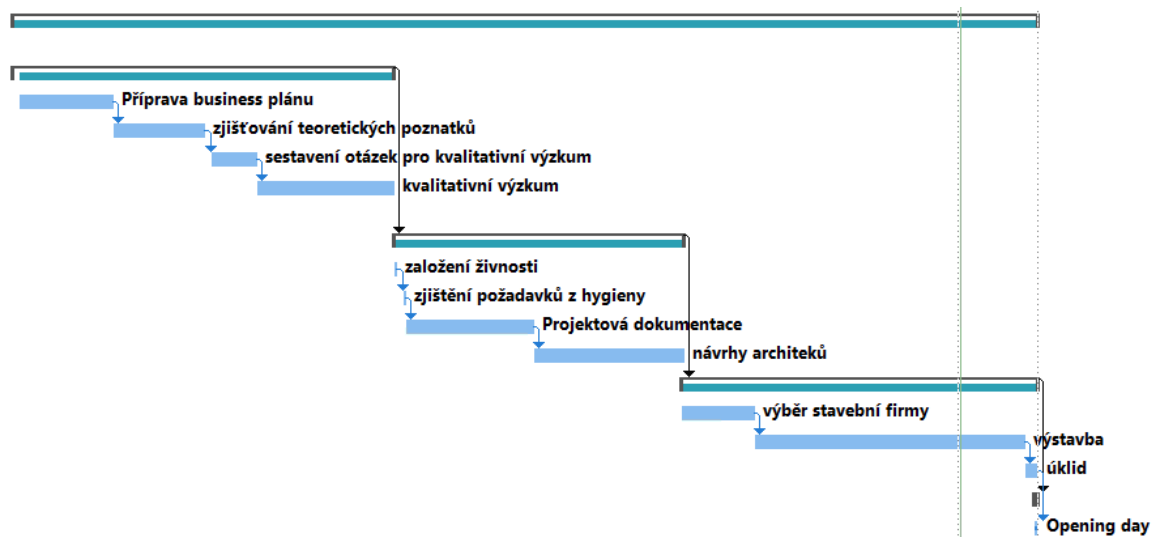 Příprava business plánu
zjišťování teoretických poznatků
sestavení otázek pro kvalitativní výzkum
kvalitativní výzkum
založení živnosti
zjištění požadavků z hygieny
Projektová dokumentace
návrhy architeků
výběr stavební firmy
výstavba
úklid
Opening day